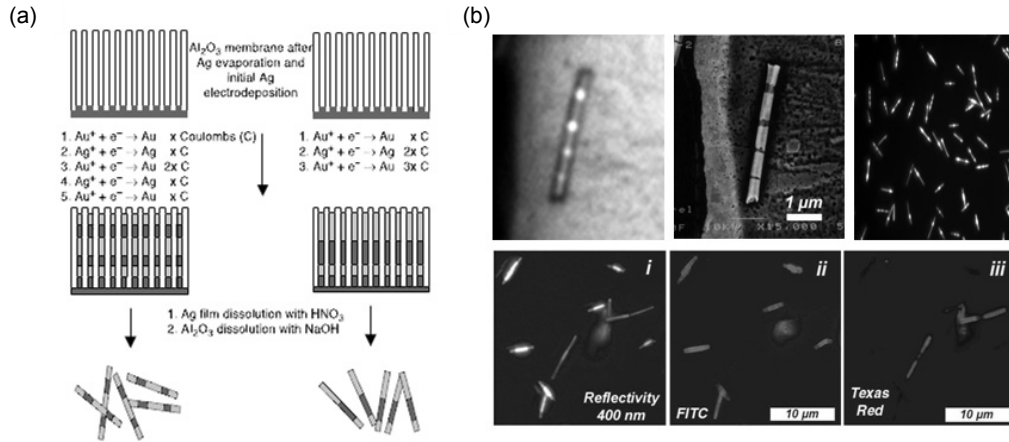 (a)
Al₂O₃ membrane after
Ag evaporation and
initial Ag
electrodeposition
1. Au⁺ + e⁻ → Au x Coulombs (C)
2. Ag⁺ + e⁻ → Ag x C
3. Au⁺ + e⁻ → Au 2x C
4. Ag⁺ + e⁻ → Ag x C
5. Au⁺ + e⁻ → Au x C
1. Au⁺ + e⁻ → Au x C
2. Ag⁺ + e⁻ → Ag 2x C
3. Au⁺ + e⁻ → Au 3x C
1. Ag film dissolution with HNO₃
2. Al₂O₃ dissolution with NaOH
(b)
1 μm
X15,000
i
Reflectivity
400 nm
ii
FITC
10 μm
iii
Texas
Red
10 μm